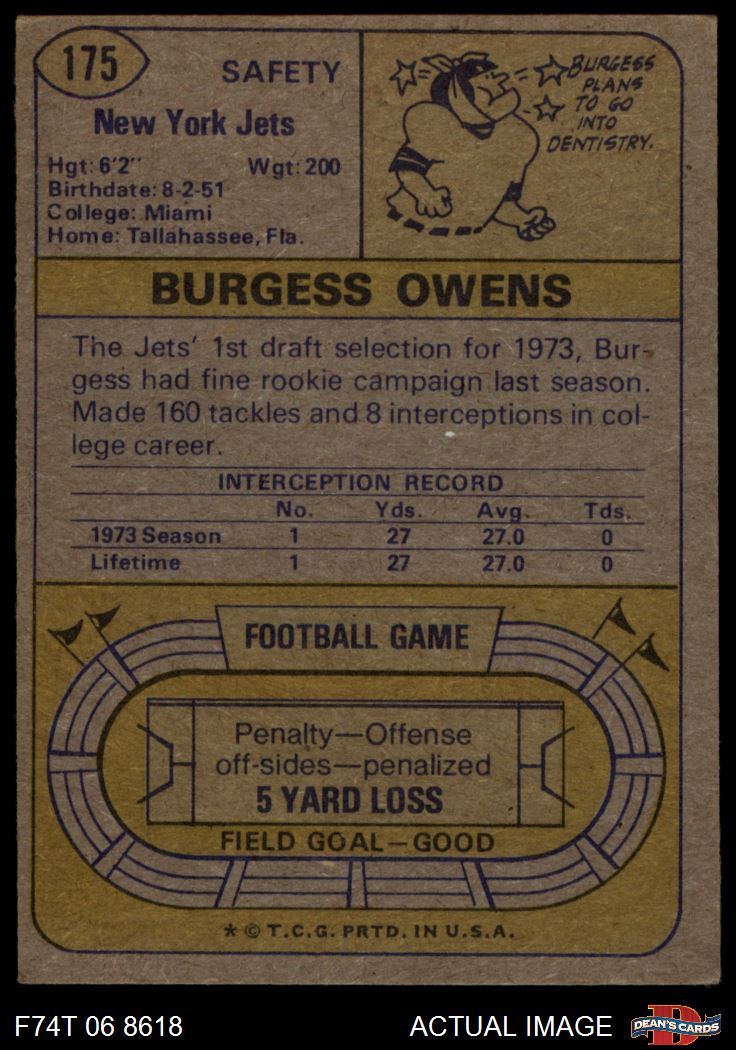 175
SAFETY
New York Jets
Hgt: 6'2"   Wgt: 200
Birthdate: 8-2-51
College: Miami
Home: Tallahassee, Fla.
BURGESS
PLANS
TO GO
INTO
DENTISTRY.
BURGESS OWENS
The Jets' 1st draft selection for 1973, Bur-
gess had fine rookie campaign last season.
Made 160 tackles and 8 interceptions in col-
lege career.
INTERCEPTION RECORD
No.   Yds.   Avg.   Tds.
1973 Season   1   27   27.0   0
Lifetime   1   27   27.0   0
FOOTBALL GAME
Penalty—Offense
off-sides—penalized
5 YARD LOSS
FIELD GOAL—GOOD
* © T.C.G. PRTD. IN U.S.A.
F74T 06 8618   ACTUAL IMAGE
DEAN'S CARDS